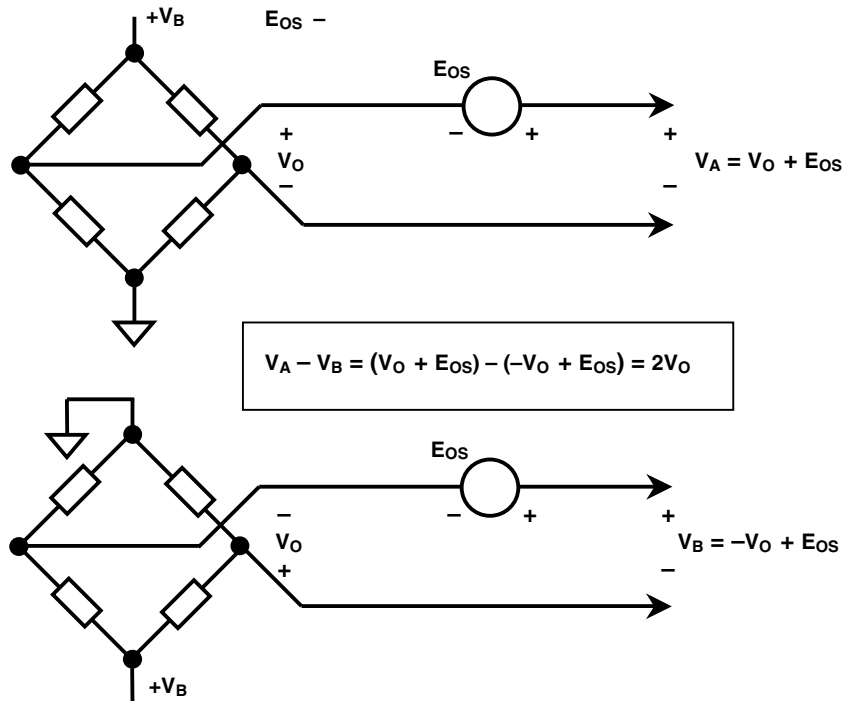 +VB EOS –
EOS
– +
+
VO
–
+
VA = VO + EOS
–
VA – VB = (VO + EOS) – (–VO + EOS) = 2VO
EOS
– +
–
VO
+
+
VB = –VO + EOS
–
+VB